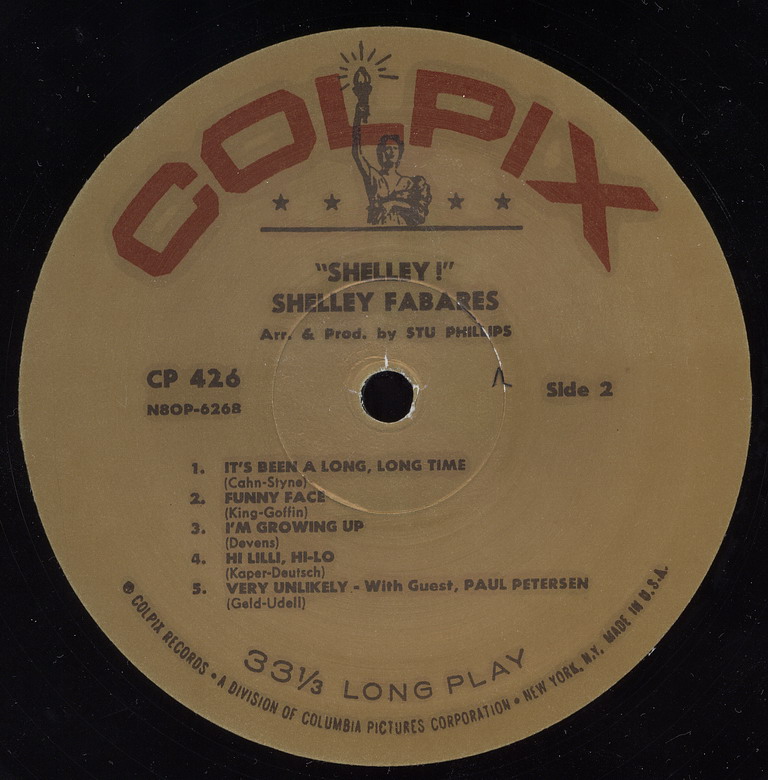 COLPIX
"SHELLEY!"
SHELLEY FABARES
Arr. & Prod. by STU PHILLIPS
CP 426
N8OP-6268
Side 2
1. IT'S BEEN A LONG, LONG TIME
(Cahn-Styne)
2. FUNNY FACE
(King-Goffin)
3. I'M GROWING UP
(Devens)
4. HI LILLI, HI-LO
(Kaper-Deutsch)
5. VERY UNLIKELY - With Guest, PAUL PETERSEN
(Geld-Udell)
33⅓ LONG PLAY
® COLPIX RECORDS • A DIVISION OF COLUMBIA PICTURES CORPORATION • NEW YORK, N.Y. MADE IN U.S.A.